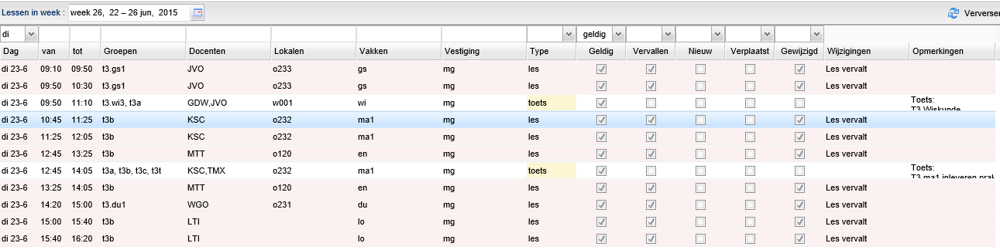 Lessen in week : week 26, 22 – 26 jun, 2015
di geldig
Dag van tot Groepen Docenten Lokalen Vakken Vestiging Type Geldig Vervallen Nieuw Verplaatst Gewijzigd Wijzigingen Opmerkingen
di 23-6 09:10 09:50 t3.gs1 JVO o233 gs mg les Les vervalt
di 23-6 09:50 10:30 t3.gs1 JVO o233 gs mg les Les vervalt
di 23-6 09:50 11:10 t3.wi3, t3a GDW,JVO w001 wi mg toets Toets:
T3 Wiskunde
di 23-6 10:45 11:25 t3b KSC o232 ma1 mg les Les vervalt
di 23-6 11:25 12:05 t3b KSC o232 ma1 mg les Les vervalt
di 23-6 12:45 13:25 t3b MTT o120 en mg les Les vervalt
di 23-6 12:45 14:05 t3a, t3b, t3c, t3t KSC,TMX o232 ma1 mg toets Toets:
T3 ma1 inleveren
di 23-6 13:25 14:05 t3b MTT o120 en mg les Les vervalt
di 23-6 14:20 15:00 t3.du1 WGO o231 du mg les Les vervalt
di 23-6 15:00 15:40 t3b LTI lo mg les Les vervalt
di 23-6 15:40 16:20 t3b LTI lo mg les Les vervalt